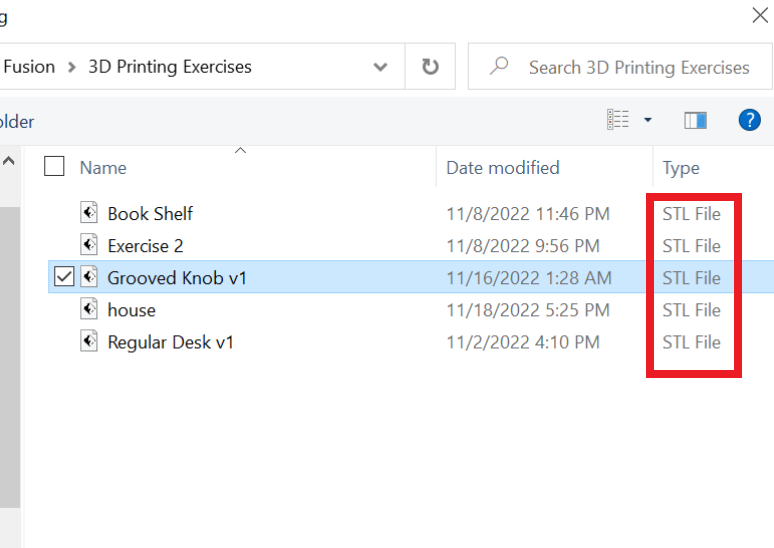 g
Fusion > 3D Printing Exercises
Search 3D Printing Exercises
older
?
Name Date modified Type
Book Shelf 11/8/2022 11:46 PM STL File
Exercise 2 11/8/2022 9:56 PM STL File
Grooved Knob v1 11/16/2022 1:28 AM STL File
house 11/18/2022 5:25 PM STL File
Regular Desk v1 11/2/2022 4:10 PM STL File